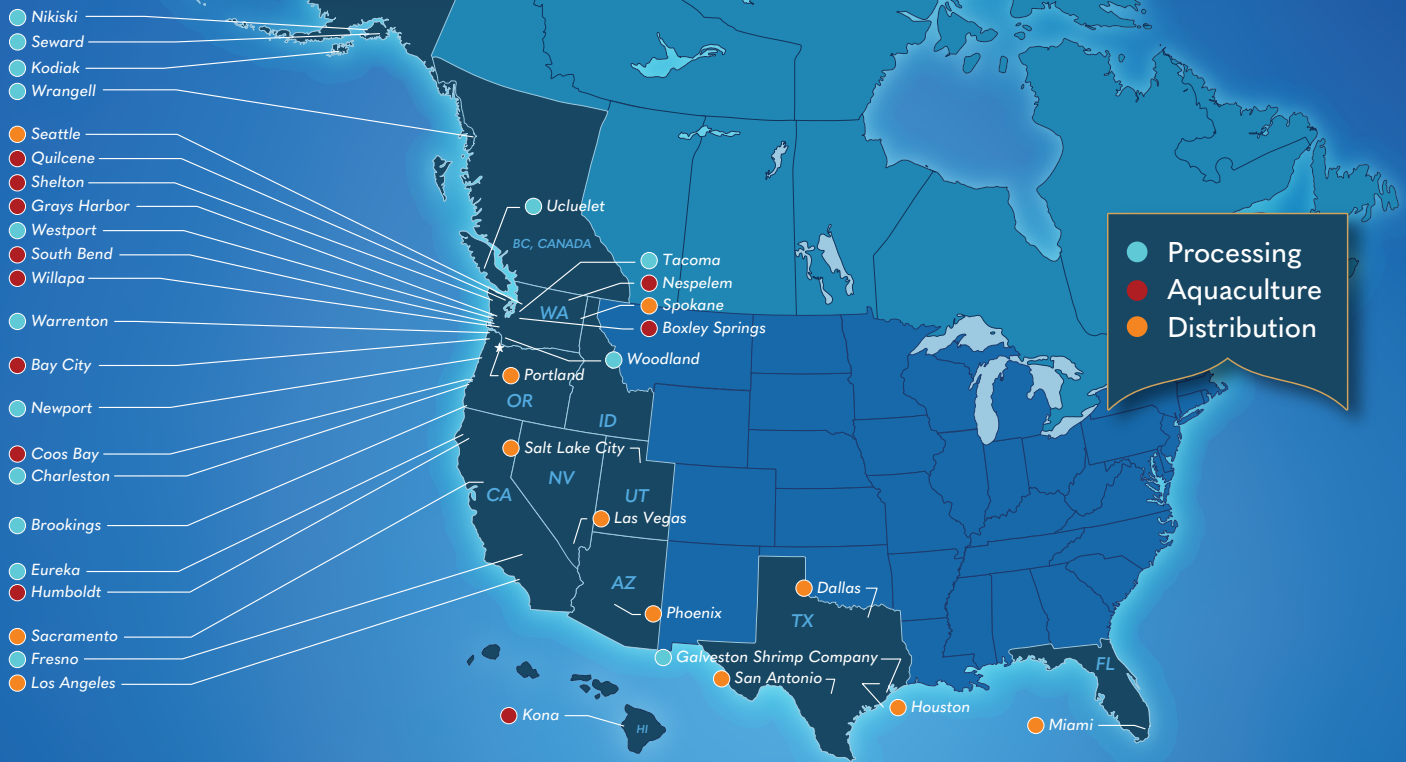 Nikiski
Seward
Kodiak
Wrangell
Seattle
Quilcene
Shelton
Grays Harbor
Westport
South Bend
Willapa
Warrenton
Bay City
Newport
Coos Bay
Charleston
Brookings
Eureka
Humboldt
Sacramento
Fresno
Los Angeles
Ucluelet
BC, CANADA
Tacoma
Nespelem
WA
Spokane
Boxley Springs
Woodland
Portland
OR
ID
Salt Lake City
NV
CA
UT
Las Vegas
AZ
Phoenix
Dallas
TX
Galveston Shrimp Company
San Antonio
Houston
FL
Miami
Kona
HI
Processing
Aquaculture
Distribution